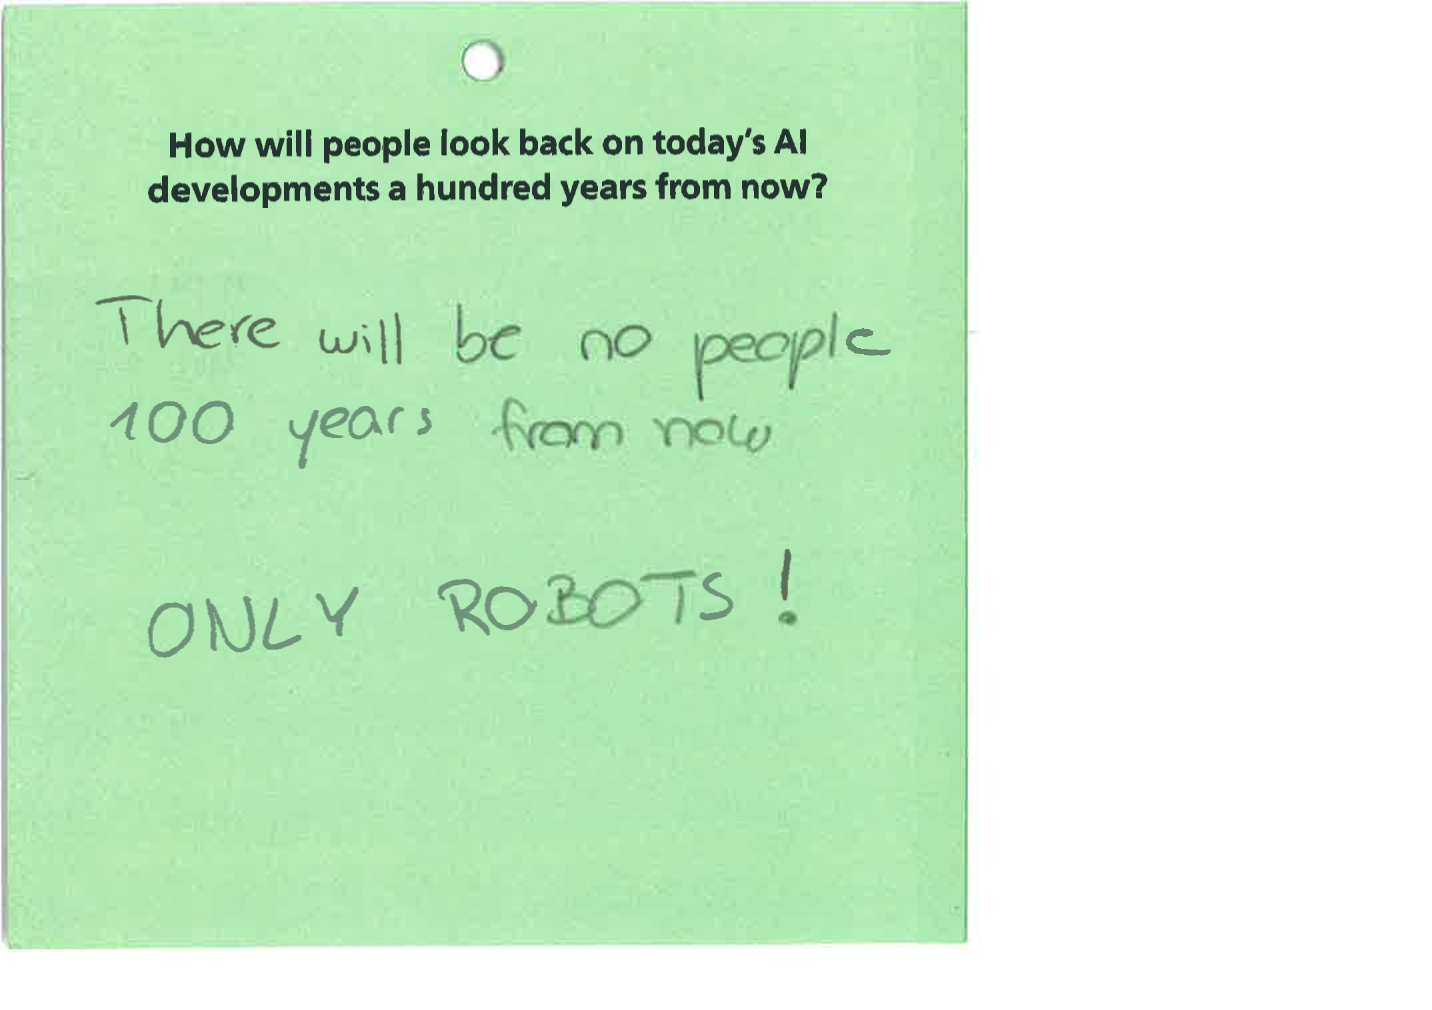 How will people look back on today's AI
developments a hundred years from now?
There will be no people
100 years from now
ONLY ROBOTS!